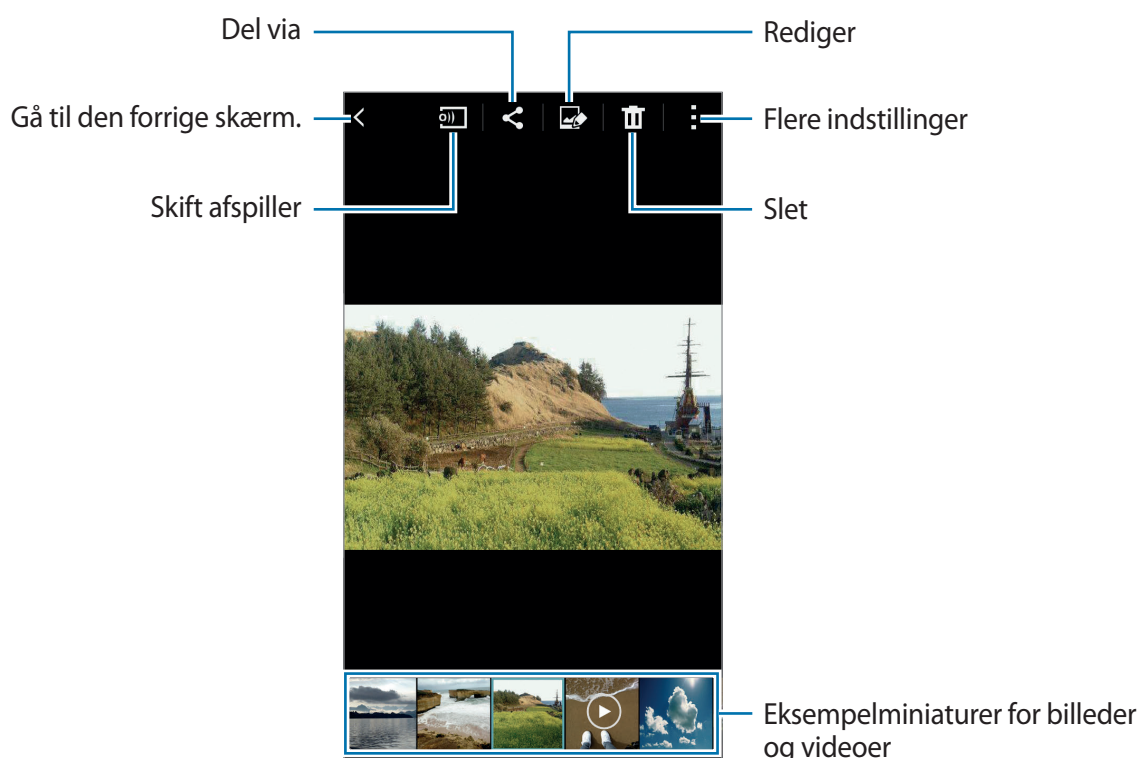 Del via
Rediger
Gå til den forrige skærm.
Flere indstillinger
Skift afspiller
Slet
Eksempelminiaturer for billeder
og videoer